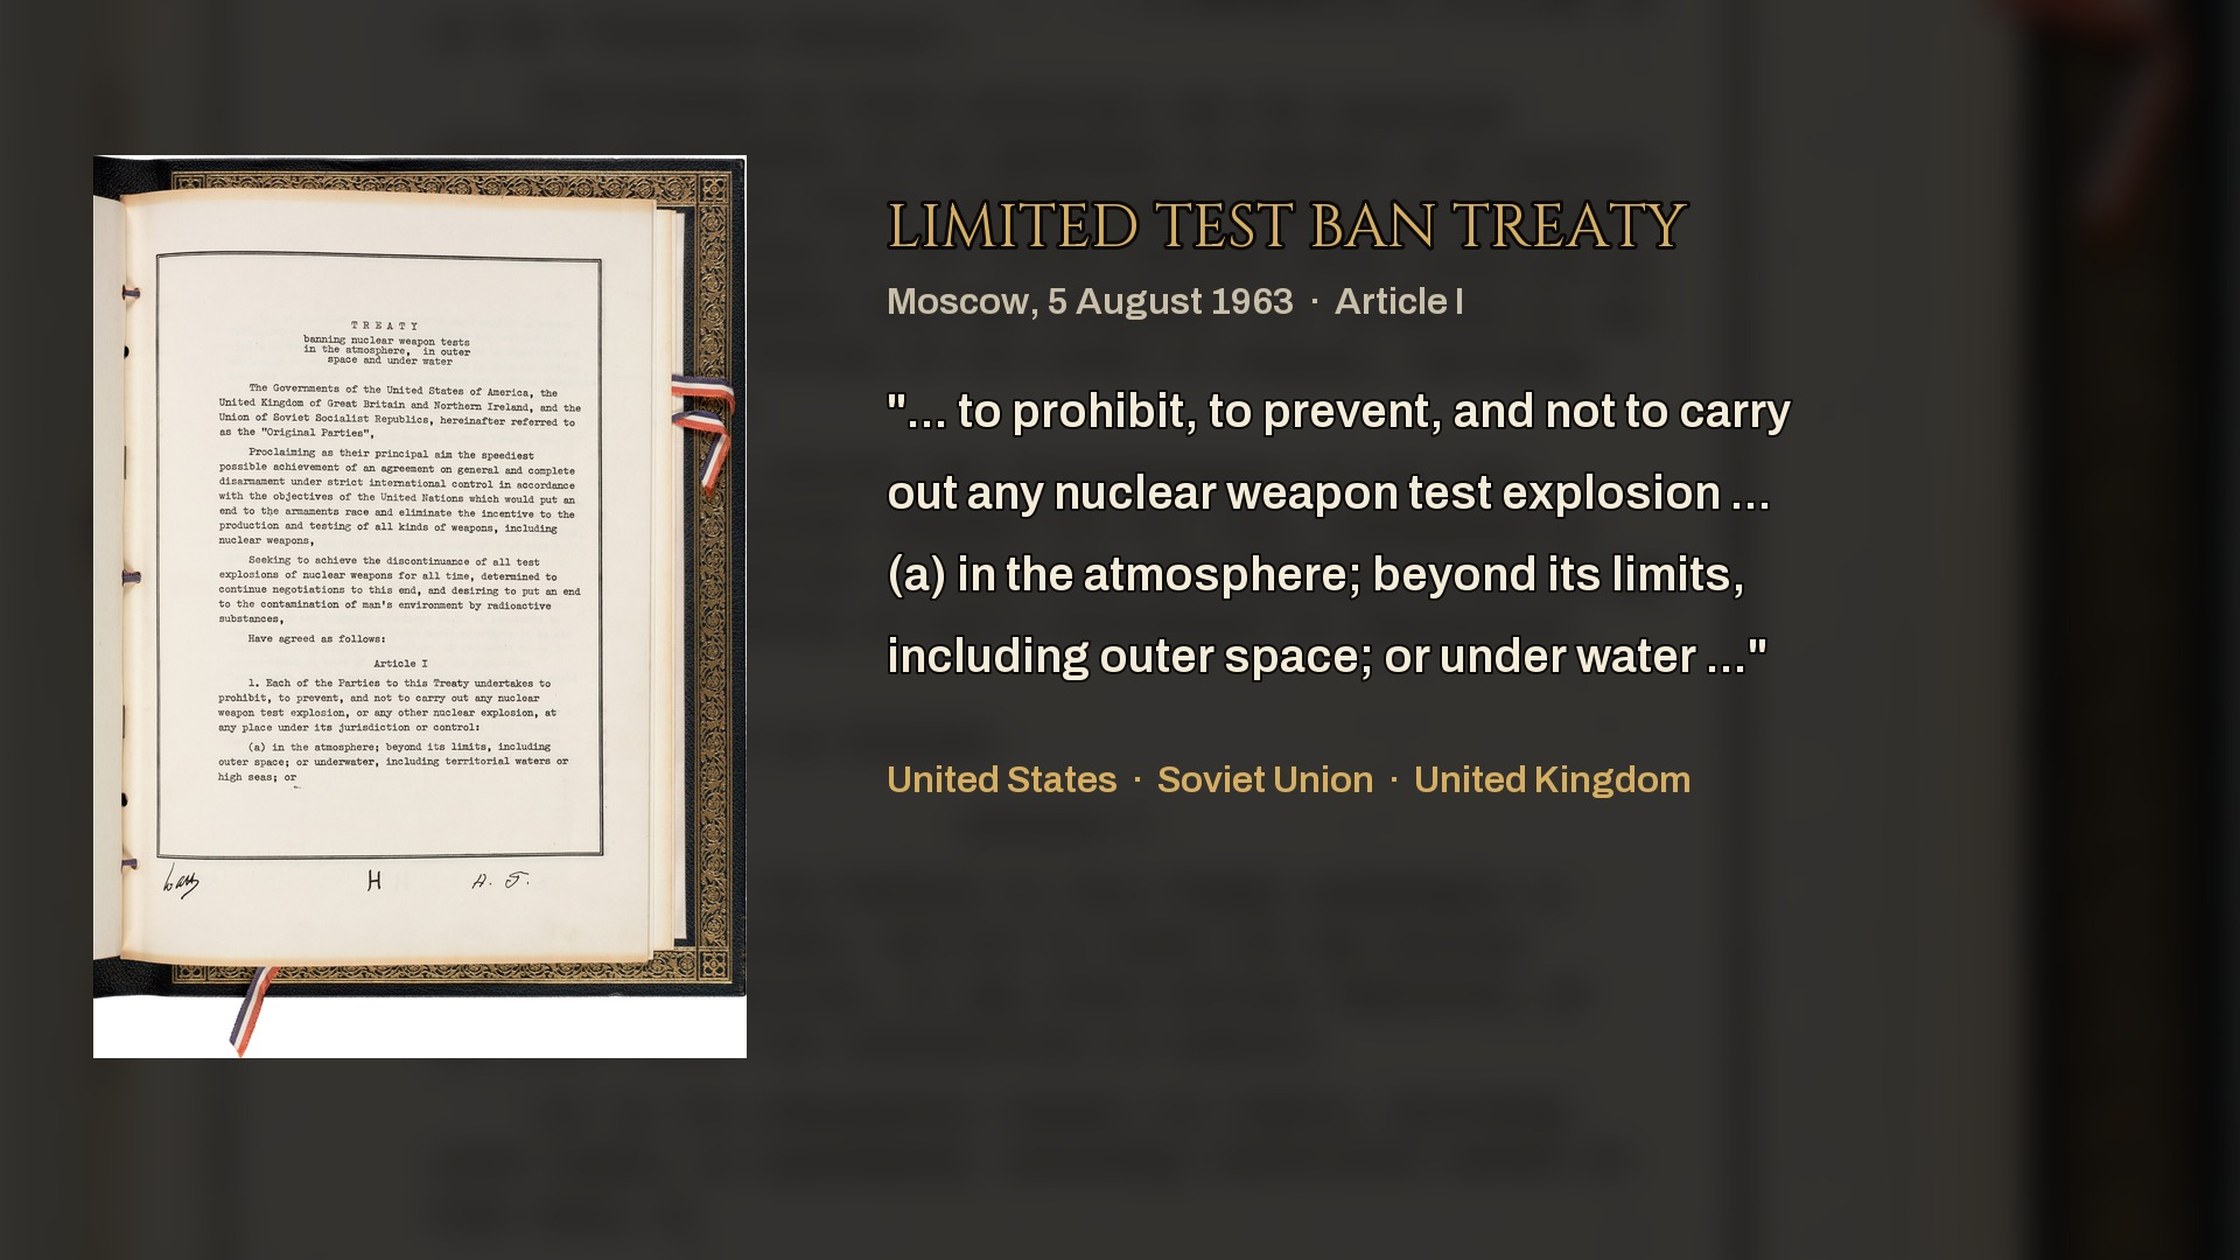 TREATY
banning nuclear weapon tests
in the atmosphere, in outer
space and under water
The Governments of the United States of America, the
United Kingdom of Great Britain and Northern Ireland, and the
Union of Soviet Socialist Republics, hereinafter referred to
as the "Original Parties",
Proclaiming as their principal aim the speediest
possible achievement of an agreement on general and complete
disarmament under strict international control in accordance
with the objectives of the United Nations which would put an
end to the armaments race and eliminate the incentive to the
production and testing of all kinds of weapons, including
nuclear weapons,
Seeking to achieve the discontinuance of all test
explosions of nuclear weapons for all time, determined to
continue negotiations to this end, and desiring to put an end
to the contamination of man's environment by radioactive
substances,
Have agreed as follows:
Article I
1. Each of the Parties to this Treaty undertakes to
prohibit, to prevent, and not to carry out any nuclear
weapon test explosion, or any other nuclear explosion, at
any place under its jurisdiction or control:
(a) in the atmosphere; beyond its limits, including
outer space; or underwater, including territorial waters or
high seas; or
H
LIMITED TEST BAN TREATY
Moscow, 5 August 1963 · Article I
"... to prohibit, to prevent, and not to carry
out any nuclear weapon test explosion ...
(a) in the atmosphere; beyond its limits,
including outer space; or under water ..."
United States · Soviet Union · United Kingdom